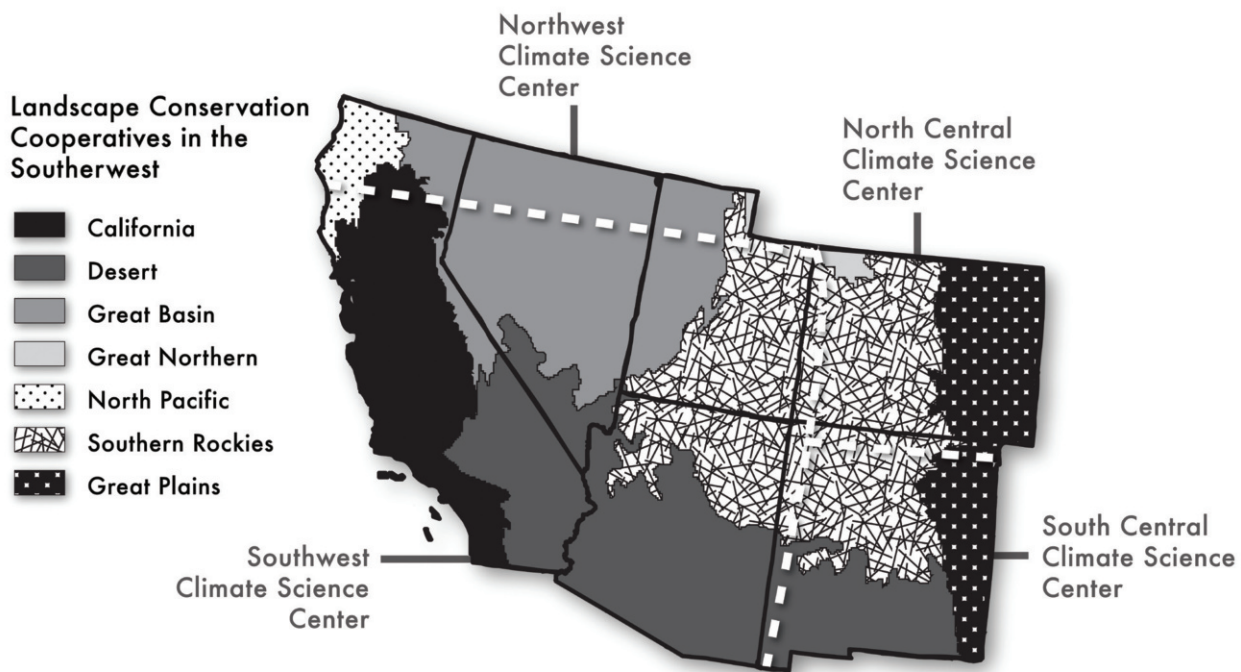 Northwest
Climate Science
Center
Landscape Conservation
Cooperatives in the
Southerwest
North Central
Climate Science
Center
California
Desert
Great Basin
Great Northern
North Pacific
Southern Rockies
Great Plains
Southwest
Climate Science
Center
South Central
Climate Science
Center